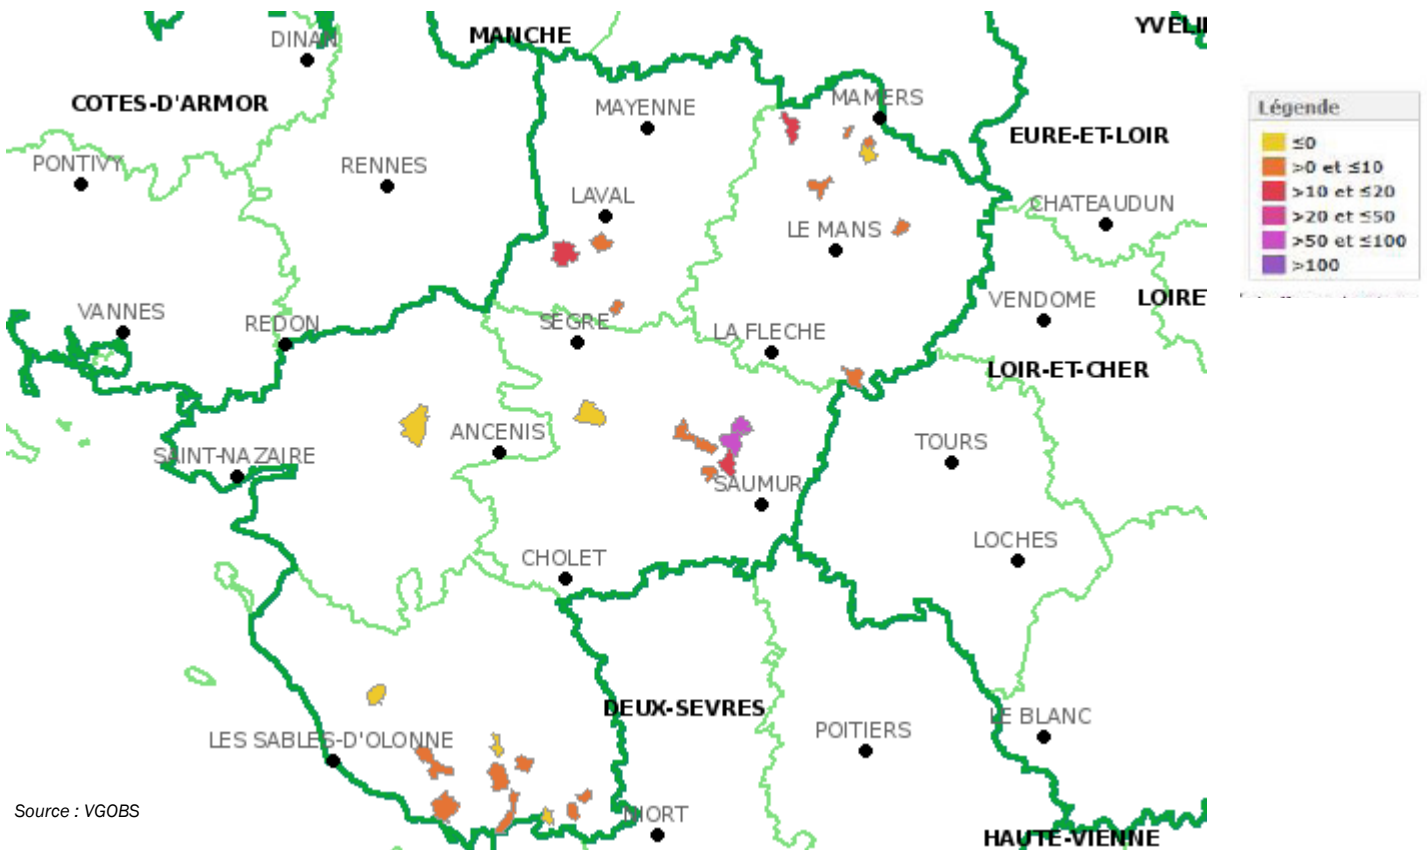 MANCHE
YVELI
DINAN
COTES-D'ARMOR
MAYENNE
MAMERS
EURE-ET-LOIR
PONTIVY
RENNES
LAVAL
LE MANS
CHATEAUDUN
Légende
≤0
>0 et ≤10
>10 et ≤20
>20 et ≤50
>50 et ≤100
>100
VANNES
REDON
SEGRE
LA FLECHE
VENDOME
LOIRE
LOIR-ET-CHER
ANCENIS
SAINT-NAZAIRE
TOURS
SAUMUR
CHOLET
LOCHES
DEUX-SEVRES
LES SABLES-D'OLONNE
POITIERS
LE BLANC
Source : VGOBS
NIORT
HAUTE-VIENNE